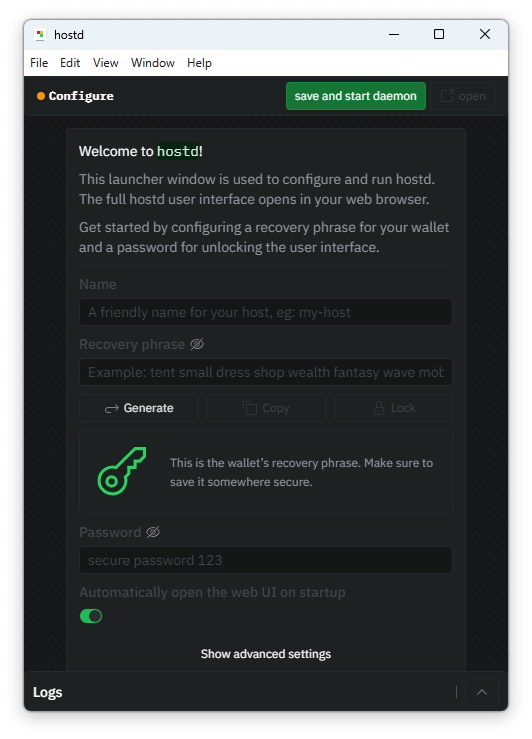 hostd
File Edit View Window Help
Configure
save and start daemon
open
Welcome to hostd!
This launcher window is used to configure and run hostd.
The full hostd user interface opens in your web browser.
Get started by configuring a recovery phrase for your wallet
and a password for unlocking the user interface.
Name
A friendly name for your host, eg: my-host
Recovery phrase
Example: tent small dress shop wealth fantasy wave mob
Generate
Copy
Lock
This is the wallet's recovery phrase. Make sure to
save it somewhere secure.
Password
secure password 123
Automatically open the web UI on startup
Show advanced settings
Logs